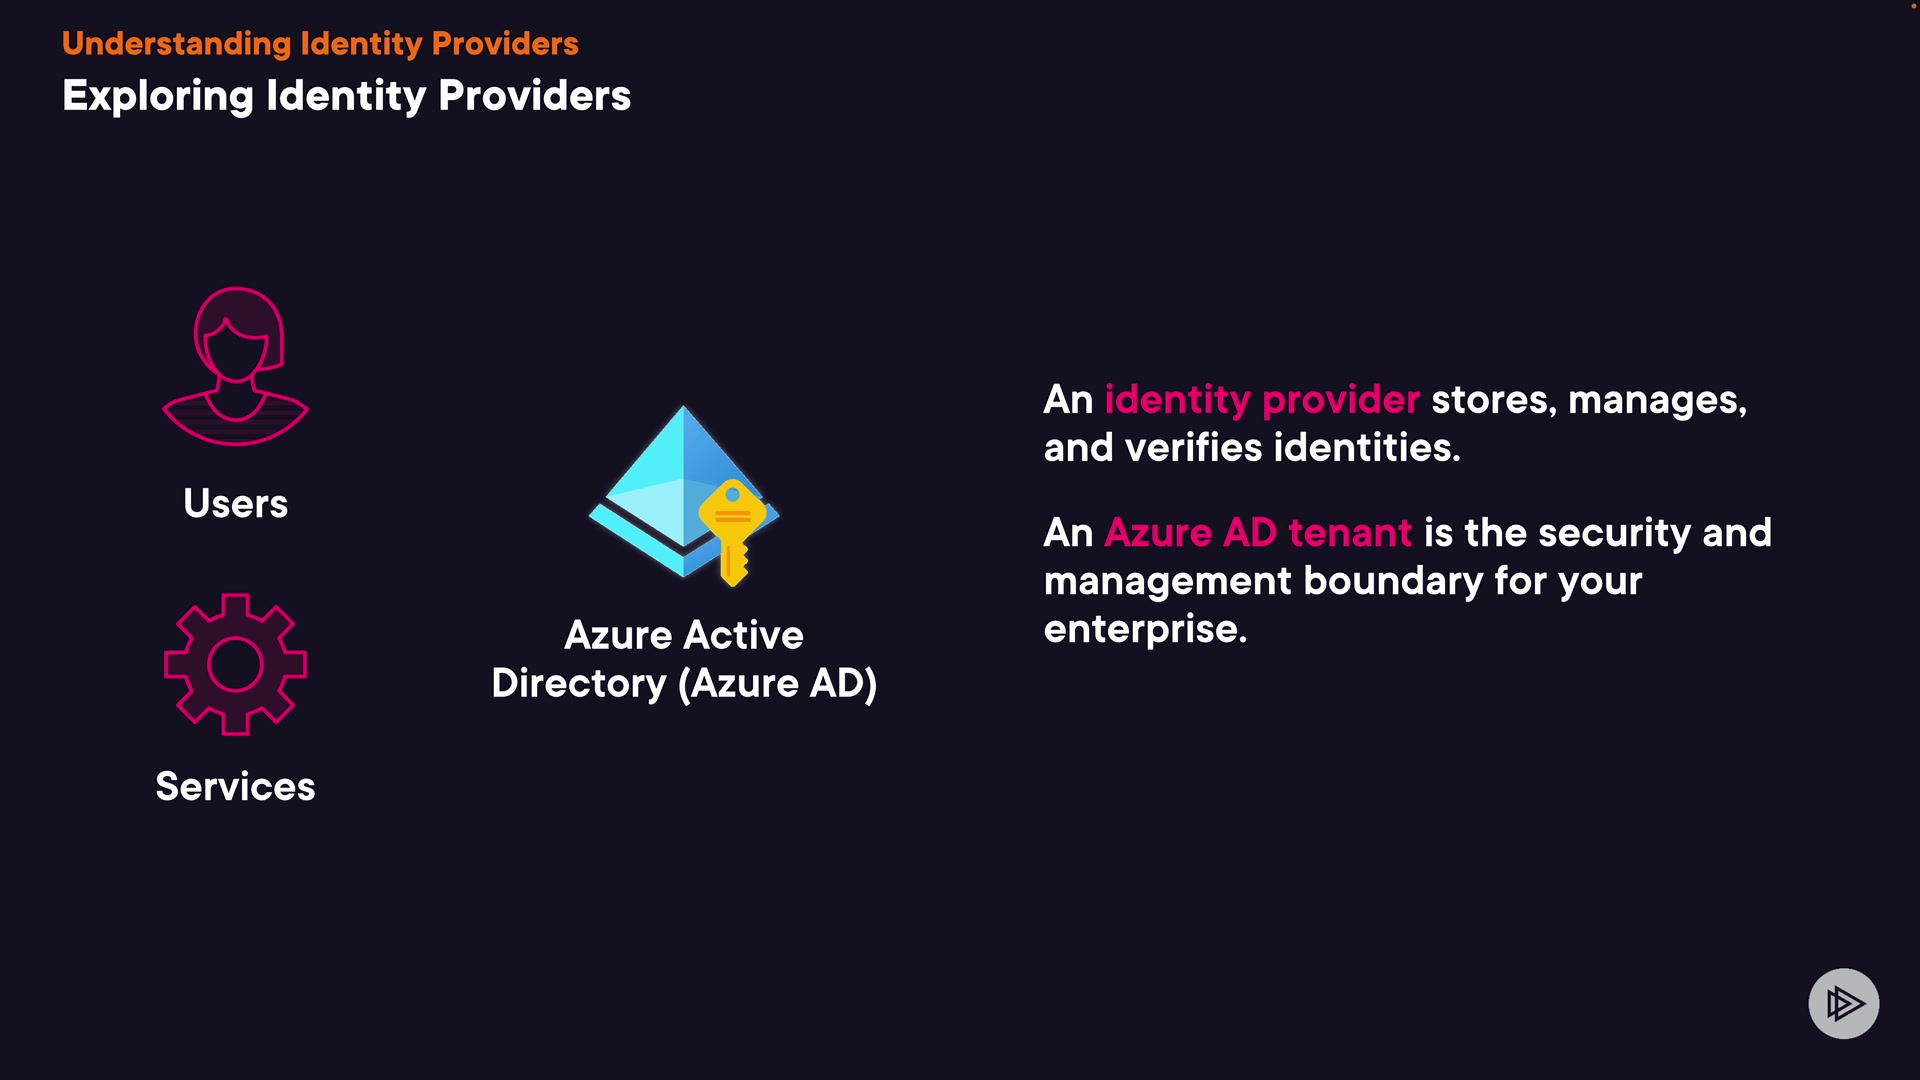 Understanding Identity Providers
Exploring Identity Providers
Users
Services
Azure Active
Directory (Azure AD)
An identity provider stores, manages,
and verifies identities.
An Azure AD tenant is the security and
management boundary for your
enterprise.